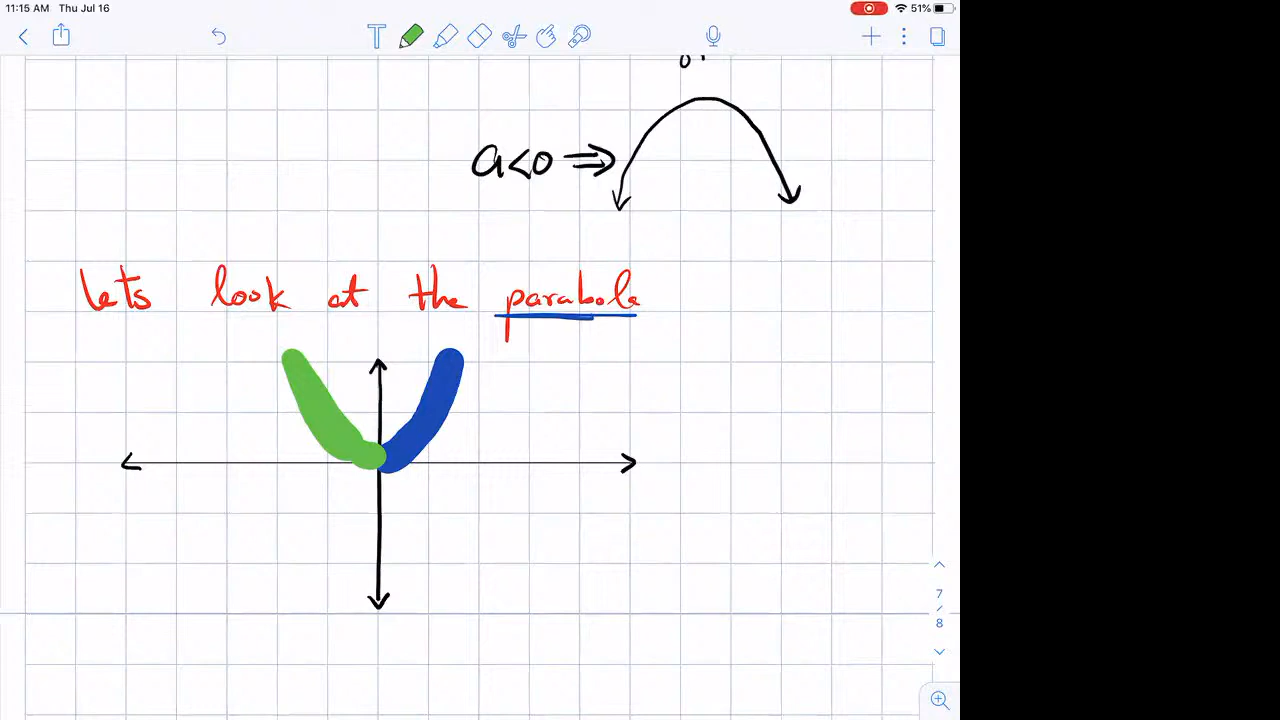 11:15 AM Thu Jul 16
51%
T
a<0 ⇒
lets look at the parabola
7
/
8